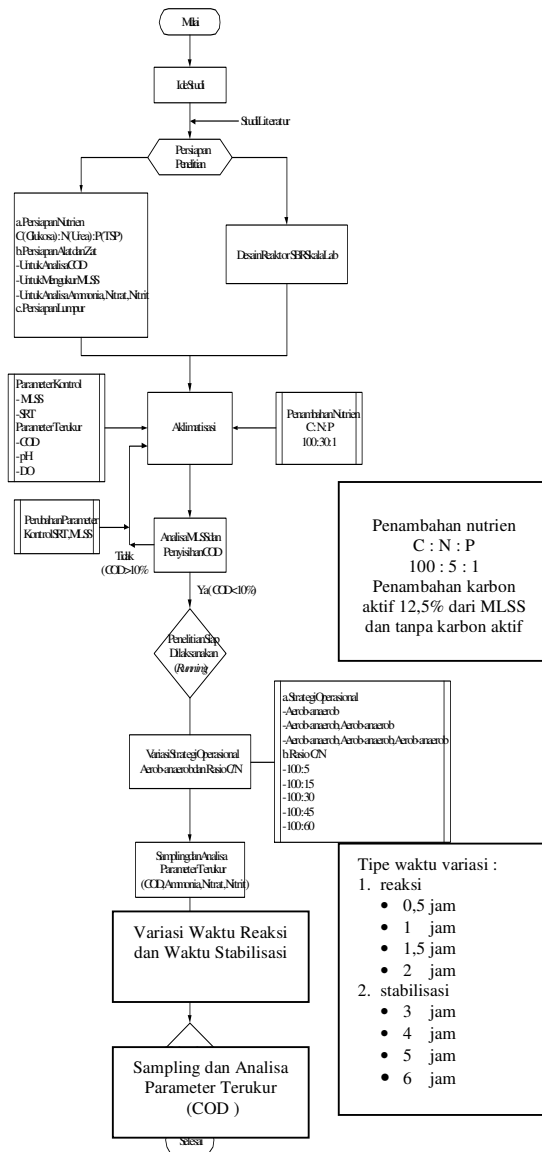 Mulai
Ide Studi
Studi Literatur
Persiapan
Penelitian
a. Persiapan Nutrien
C (Glukosa) : N (Urea) : P (TSP)
b. Persiapan Alat dan Zat
- Untuk Analisa COD
- Untuk Mengukur MLSS
- Untuk Analisa Ammonia, Nitrat, Nitrit
c. Persiapan Lumpur
Desain Reaktor SBR Skala Lab
Parameter Kontrol
- MLSS
- SRT
Parameter Terukur
- COD
- pH
- DO
Aklimatisasi
Penambahan Nutrien
C : N : P
100 : 30 : 1
Perubahan Parameter
Kontrol SRT, MLSS
Analisa MLSS dan
Penyisihan COD
Tidak
(COD>10%
Ya (COD<10%)
Penambahan nutrien
C : N : P
100 : 5 : 1
Penambahan karbon
aktif 12,5% dari MLSS
dan tanpa karbon aktif
Penelitian Siap
Dilaksanakan
(Running)
Variasi Strategi Operasional
Aerob-anaerob dan Rasio C/N
a. Strategi Operasional
- Aerob-anaerob
- Aerob-anaerob, Aerob-anaerob
- Aerob-anaerob, Aerob-anaerob, Aerob-anaerob
b. Rasio C/N
- 100 : 5
- 100 : 15
- 100 : 30
- 100 : 45
- 100 : 60
Sampling dan Analisa
Parameter Terukur
(COD, Ammonia, Nitrat, Nitrit)
Variasi Waktu Reaksi
dan Waktu Stabilisasi
Tipe waktu variasi :
1. reaksi
• 0,5 jam
• 1 jam
• 1,5 jam
• 2 jam
2. stabilisasi
• 3 jam
• 4 jam
• 5 jam
• 6 jam
Sampling dan Analisa
Parameter Terukur
(COD )
Selesai